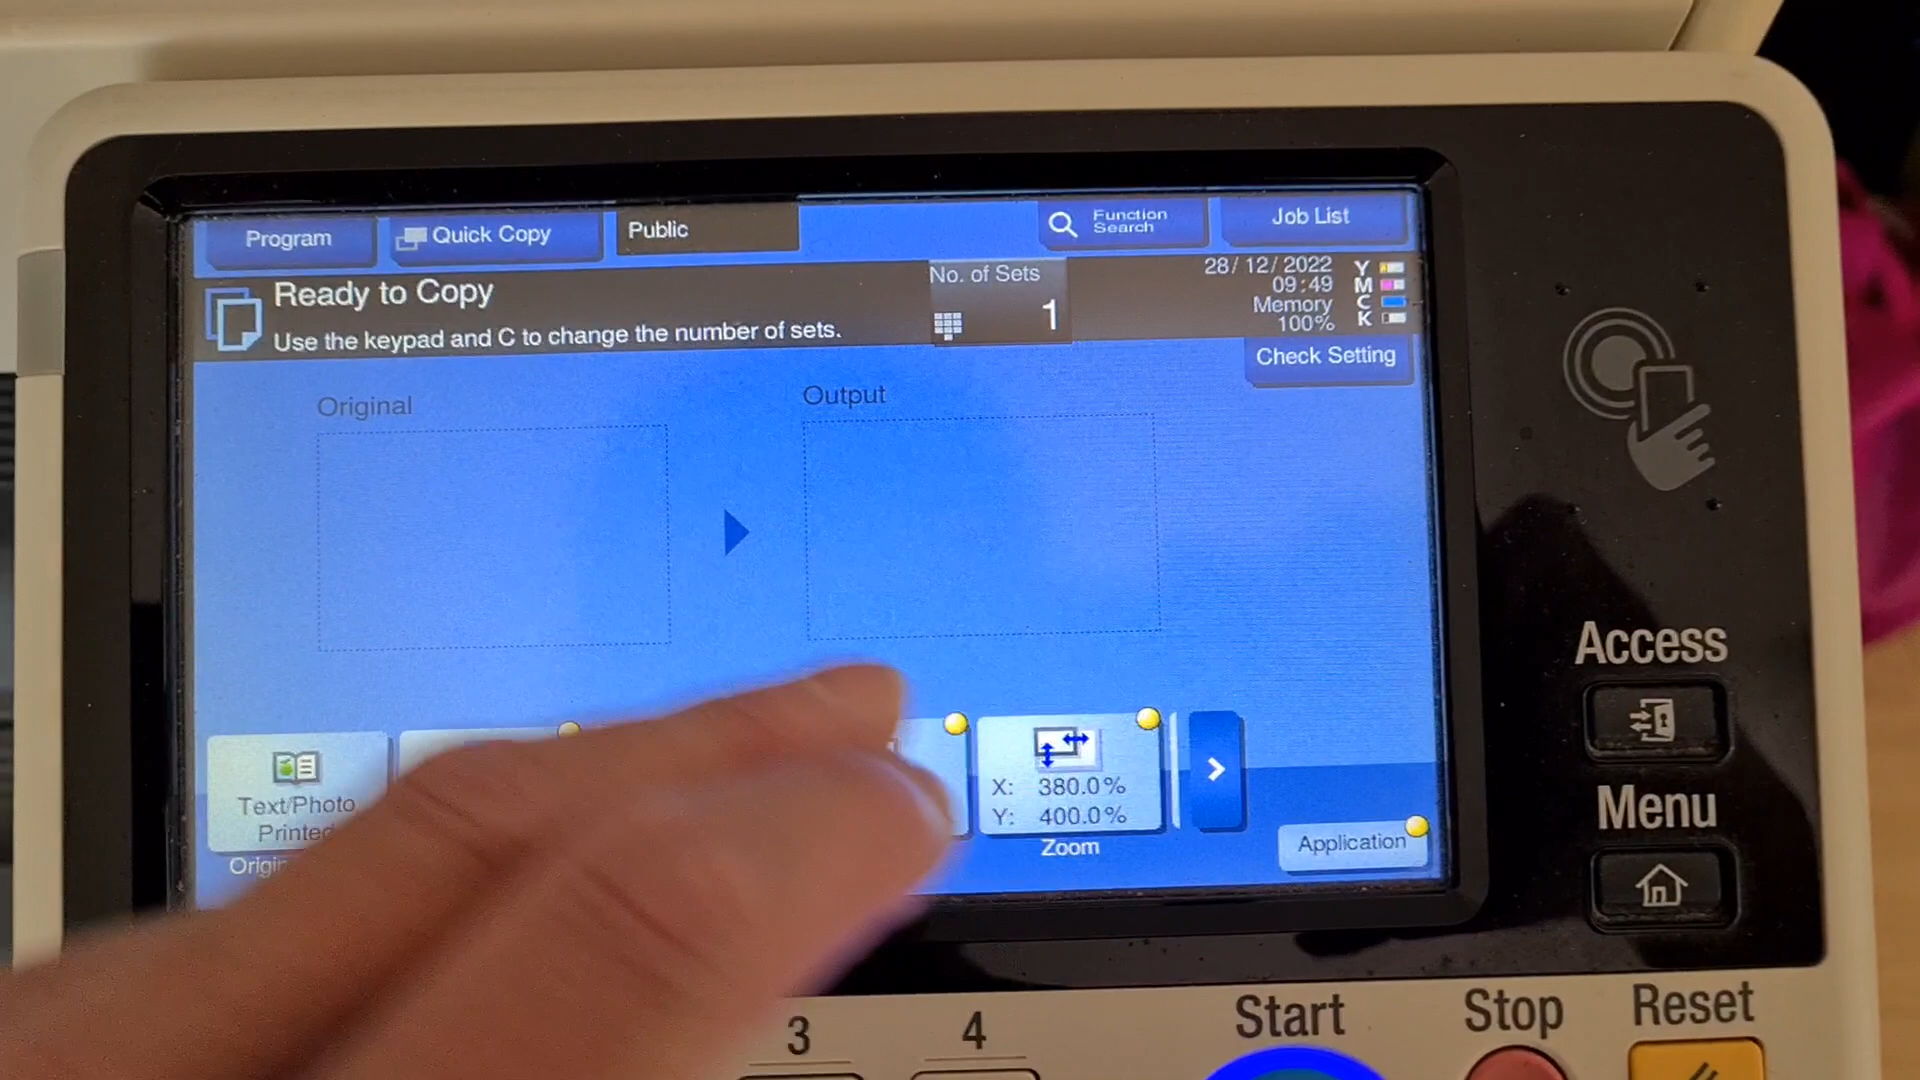 Program
Quick Copy
Public
Function
Search
Job List
Ready to Copy
Use the keypad and C to change the number of sets.
No. of Sets
1
28/12/2022
09:49
Memory
100%
Y
M
C
K
Check Setting
Original
Output
Text/Photo
Printed
X: 380.0%
Y: 400.0%
Zoom
Application
Access
Menu
3
4
Start
Stop
Reset